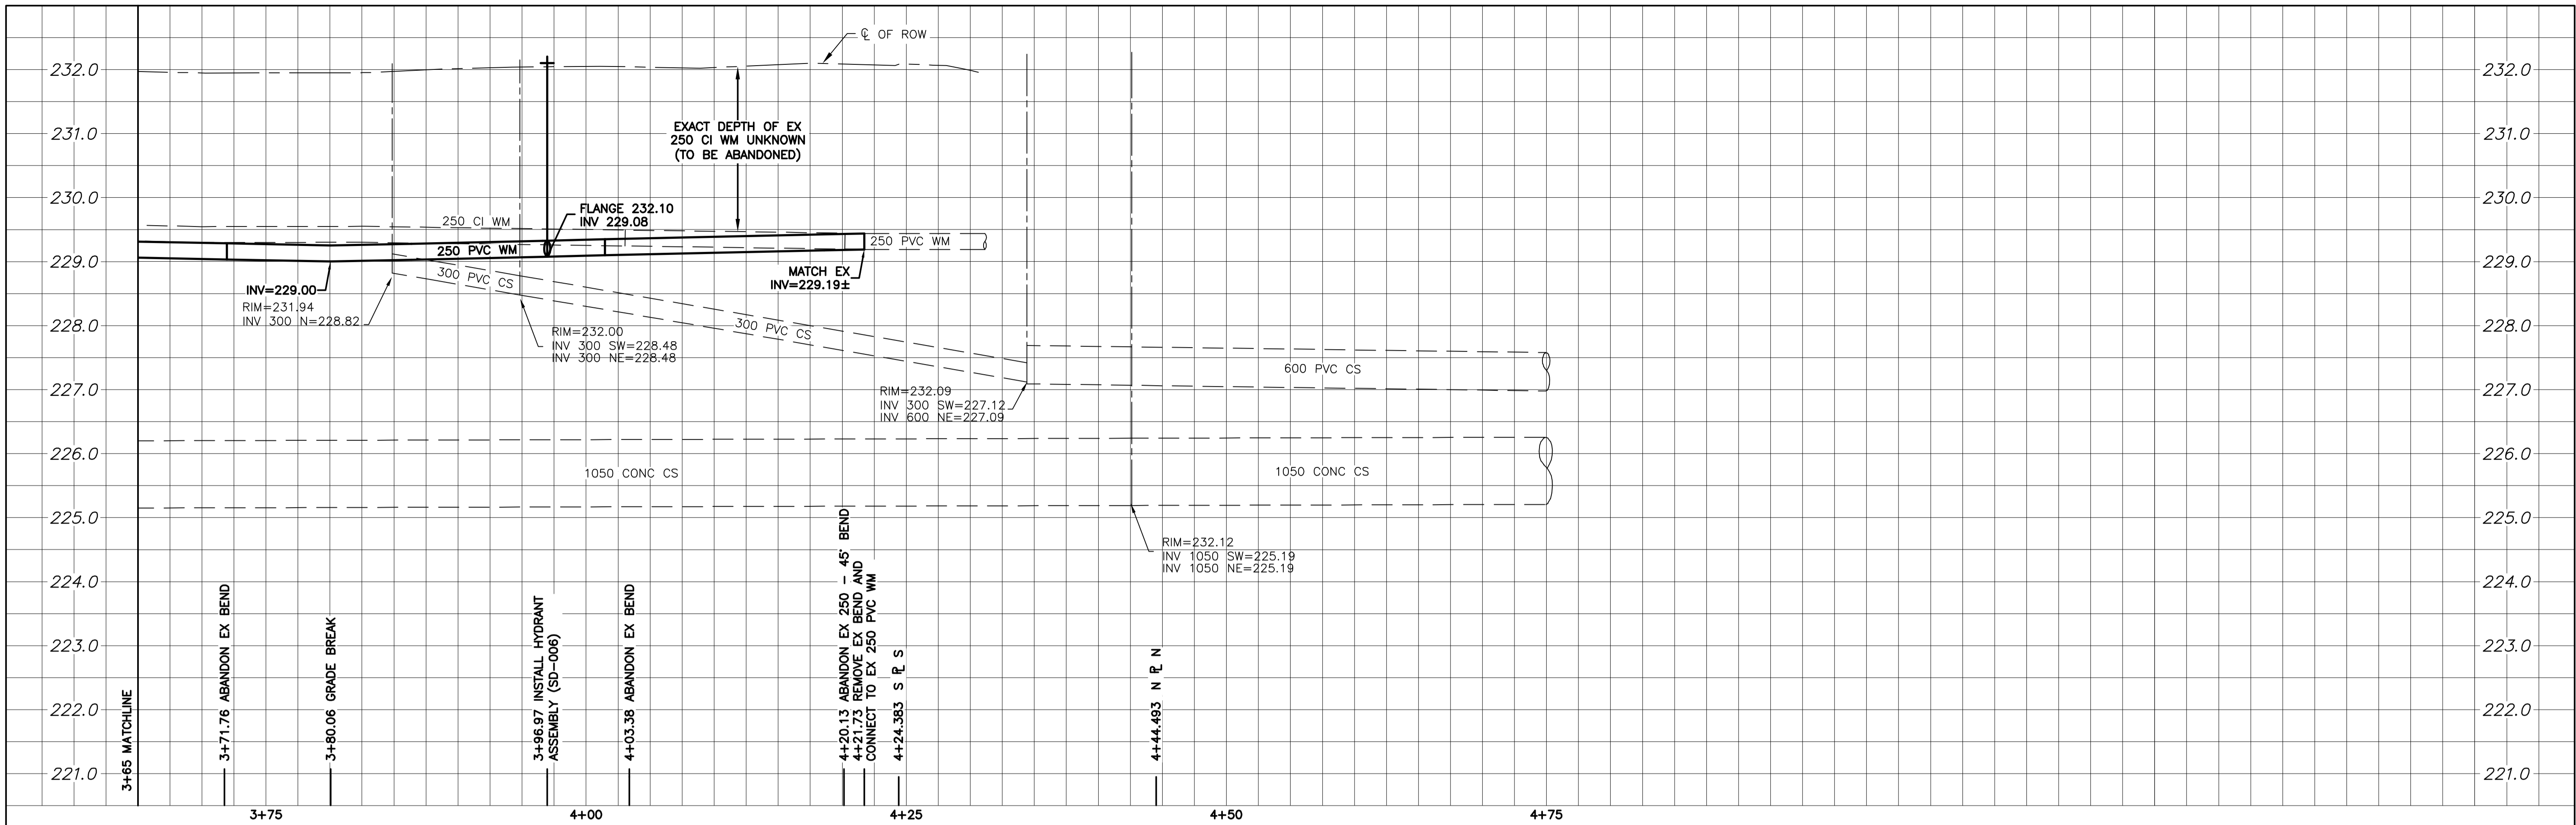 ℄ OF ROW
232.0
232.0
EXACT DEPTH OF EX
250 CI WM UNKNOWN
(TO BE ABANDONED)
231.0
231.0
230.0
230.0
FLANGE 232.10
INV 229.08
250 CI WM
250 PVC WM
250 PVC WM
229.0
229.0
300 PVC CS
MATCH EX
INV=229.19±
INV=229.00
RIM=231.94
INV 300 N=228.82
228.0
228.0
300 PVC CS
RIM=232.00
INV 300 SW=228.48
INV 300 NE=228.48
600 PVC CS
227.0
227.0
RIM=232.09
INV 300 SW=227.12
INV 600 NE=227.09
226.0
226.0
1050 CONC CS
1050 CONC CS
225.0
225.0
RIM=232.12
INV 1050 SW=225.19
INV 1050 NE=225.19
224.0
224.0
223.0
223.0
222.0
222.0
221.0
221.0
3+65 MATCHLINE
3+71.76 ABANDON EX BEND
3+80.06 GRADE BREAK
3+96.97 INSTALL HYDRANT
ASSEMBLY (SD-006)
4+03.38 ABANDON EX BEND
4+20.13 ABANDON EX 250 - 45° BEND
4+21.73 REMOVE EX BEND AND
CONNECT TO EX 250 PVC WM
4+24.383 S ⅊ S
4+44.493 N ⅊ N
3+75
4+00
4+25
4+50
4+75